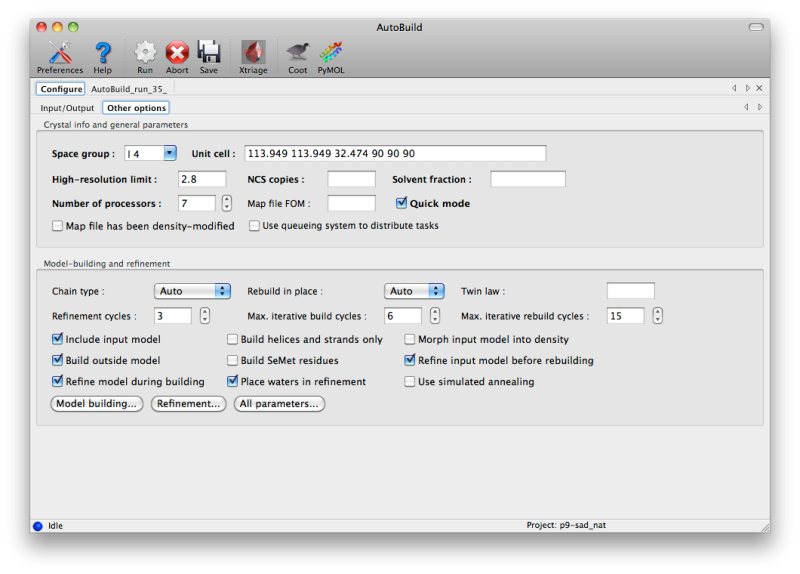 AutoBuild
Preferences Help Run Abort Save Xtriage Coot PyMOL
Configure AutoBuild_run_35_
Input/Output Other options
Crystal info and general parameters
Space group : I 4 Unit cell : 113.949 113.949 32.474 90 90 90
High-resolution limit : 2.8 NCS copies : Solvent fraction :
Number of processors : 7 Map file FOM : Quick mode
Map file has been density-modified Use queueing system to distribute tasks
Model-building and refinement
Chain type : Auto Rebuild in place : Auto Twin law :
Refinement cycles : 3 Max. iterative build cycles : 6 Max. iterative rebuild cycles : 15
Include input model Build helices and strands only Morph input model into density
Build outside model Build SeMet residues Refine input model before rebuilding
Refine model during building Place waters in refinement Use simulated annealing
Model building... Refinement... All parameters...
Idle Project: p9-sad_nat